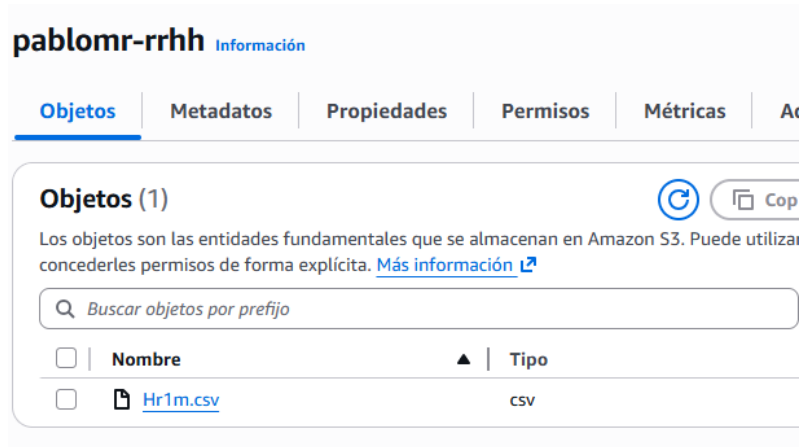 pablomr-rrhh Información
Objetos Metadatos Propiedades Permisos Métricas Ac
Objetos (1) Cop
Los objetos son las entidades fundamentales que se almacenan en Amazon S3. Puede utilizar
concederles permisos de forma explícita. Más información
Buscar objetos por prefijo
Nombre Tipo
Hr1m.csv csv